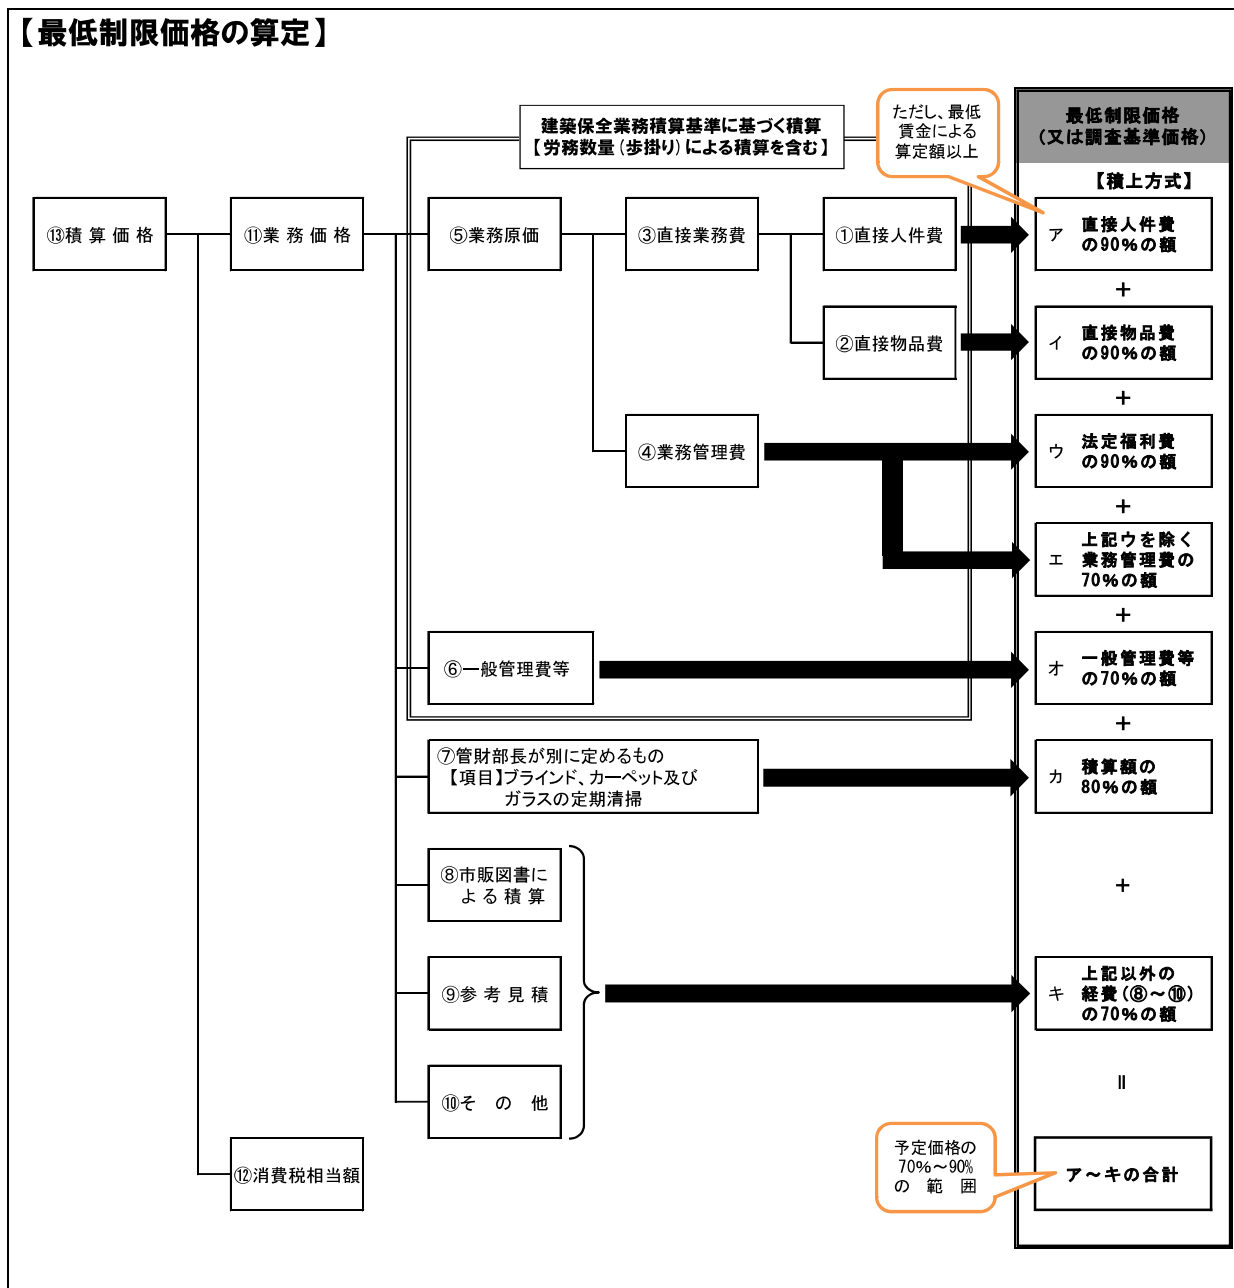 【最低制限価格の算定】
建築保全業務積算基準に基づく積算
【労務数量(歩掛り)による積算を含む】
ただし、最低
賃金による
算定額以上
最低制限価格
(又は調査基準価格)
【積上方式】
⑬積算価格
⑪業務価格
⑤業務原価
③直接業務費
①直接人件費
ア 直接人件費
の90%の額
+
②直接物品費
イ 直接物品費
の90%の額
+
④業務管理費
ウ 法定福利費
の90%の額
+
エ 上記ウを除く
業務管理費の
70%の額
+
⑥一般管理費等
オ 一般管理費等
の70%の額
+
⑦管財部長が別に定めるもの
【項目】ブラインド、カーペット及び
ガラスの定期清掃
カ 積算額の
80%の額
+
⑧市販図書に
よる積算
⑨参考見積
キ 上記以外の
経費(⑧~⑩)
の70%の額
=
⑩その他
⑫消費税相当額
予定価格の
70%~90%
の範囲
ア~キの合計